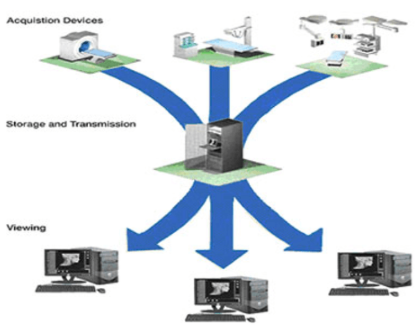 Acquistion Devices
Storage and Transmission
Viewing